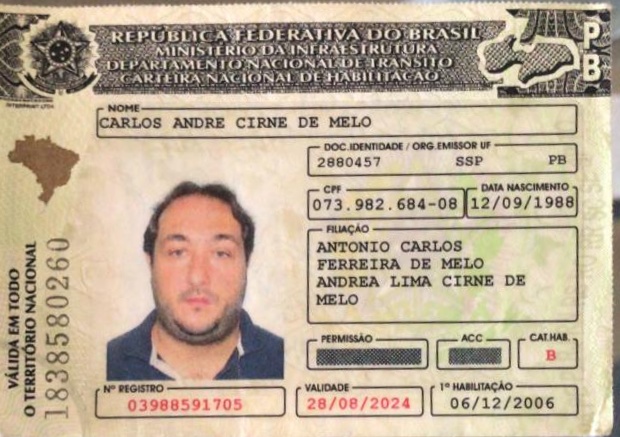 REPÚBLICA FEDERATIVA DO BRASIL
MINISTÉRIO DA INFRAESTRUTURA
DEPARTAMENTO NACIONAL DE TRÂNSITO
CARTEIRA NACIONAL DE HABILITAÇÃO
PB
INTERPRINT LTDA
NOME
CARLOS ANDRE CIRNE DE MELO
DOC.IDENTIDADE / ORG.EMISSOR UF
2880457 SSP PB
CPF
073.982.684-08
DATA NASCIMENTO
12/09/1988
FILIAÇÃO
ANTONIO CARLOS
FERREIRA DE MELO
ANDREA LIMA CIRNE DE
MELO
PERMISSÃO
ACC
CAT.HAB.
B
Nº REGISTRO
03988591705
VALIDADE
28/08/2024
1ª HABILITAÇÃO
06/12/2006
VÁLIDA EM TODO
O TERRITÓRIO NACIONAL
1838580260